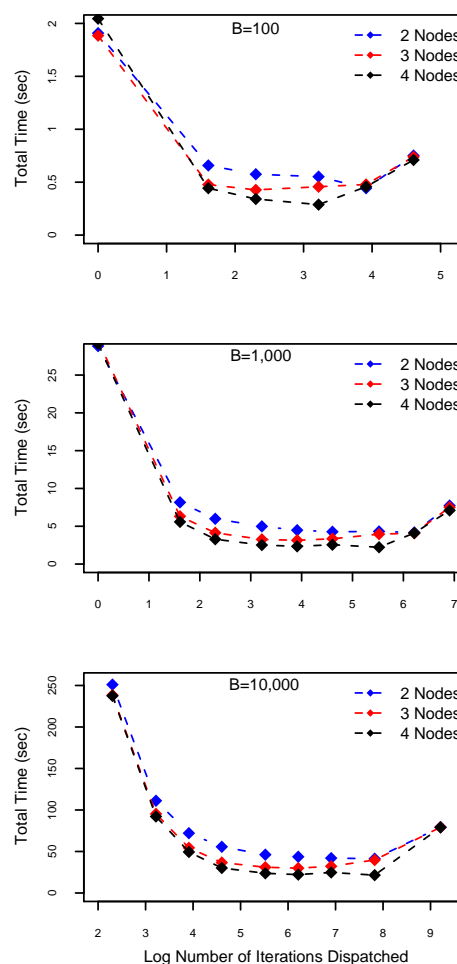 B=100
2 Nodes
3 Nodes
4 Nodes
Total Time (sec)
2
1.5
1
0.5
0
0 1 2 3 4 5
B=1,000
2 Nodes
3 Nodes
4 Nodes
Total Time (sec)
25
20
15
10
5
0
0 1 2 3 4 5 6 7
B=10,000
2 Nodes
3 Nodes
4 Nodes
Total Time (sec)
250
200
150
100
50
0
2 3 4 5 6 7 8 9
Log Number of Iterations Dispatched